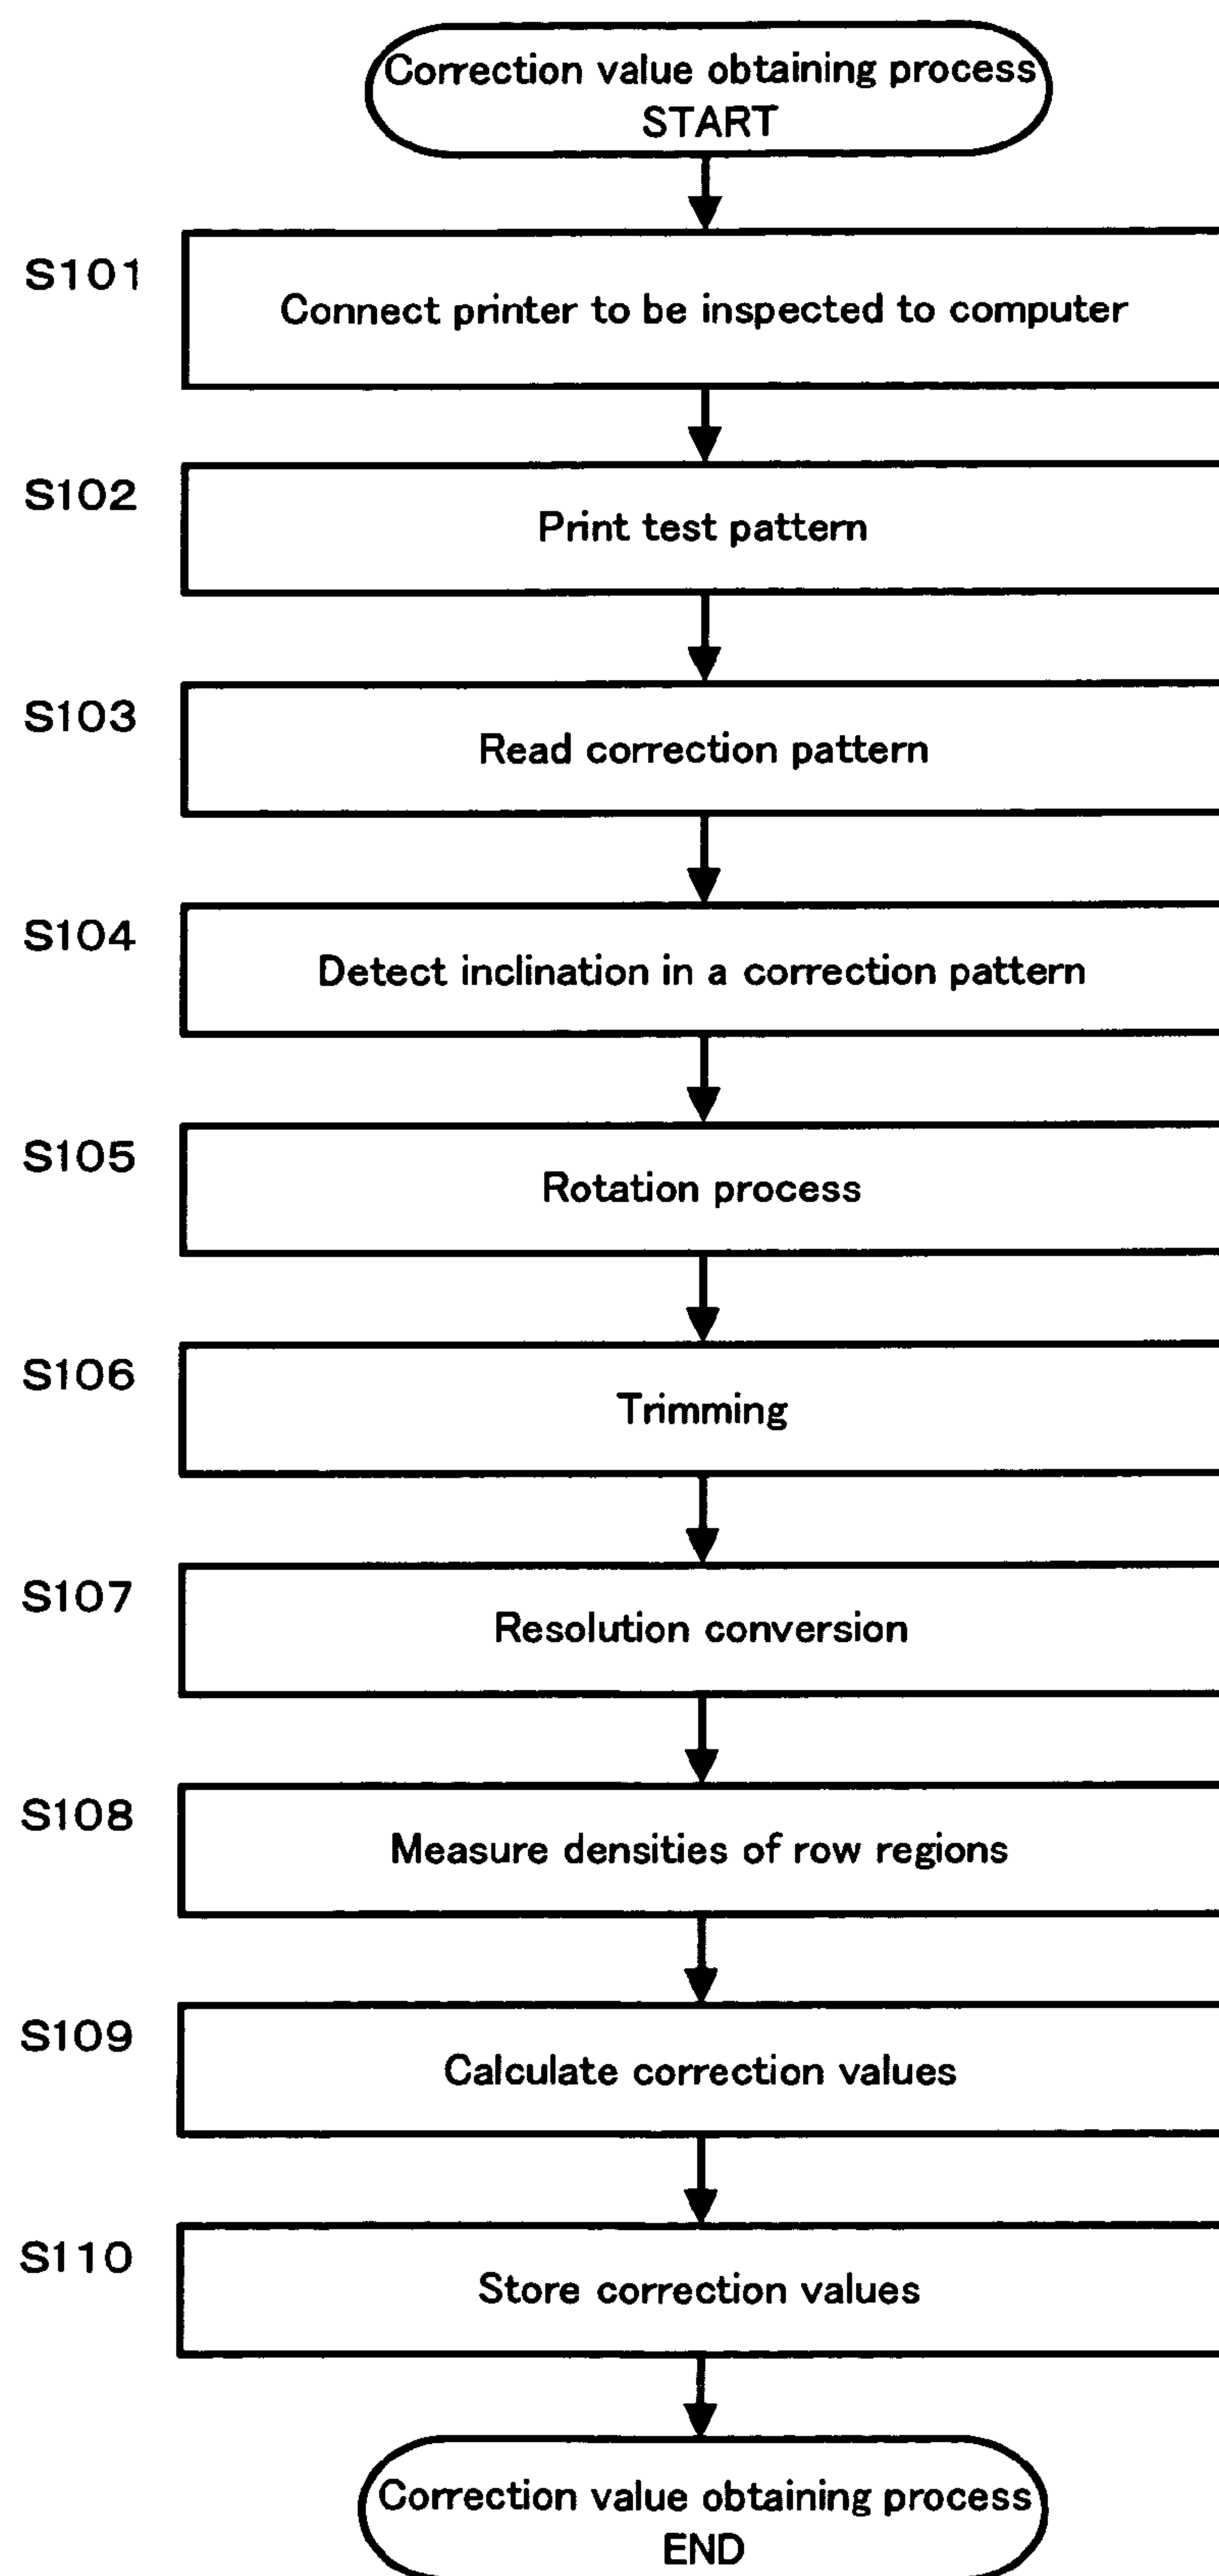 Correction value obtaining process
START
S101
Connect printer to be inspected to computer
S102
Print test pattern
S103
Read correction pattern
S104
Detect inclination in a correction pattern
S105
Rotation process
S106
Trimming
S107
Resolution conversion
S108
Measure densities of row regions
S109
Calculate correction values
S110
Store correction values
Correction value obtaining process
END